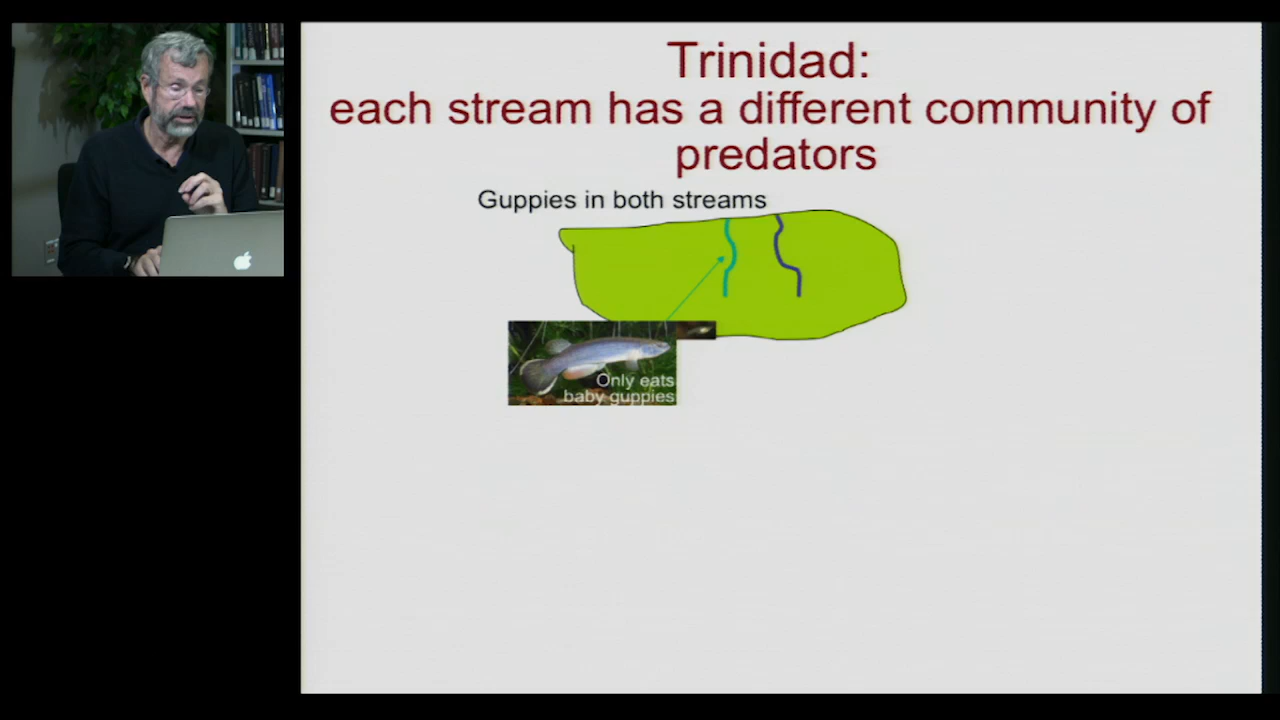 Trinidad:
each stream has a different community of
predators
Guppies in both streams
Only eats
baby guppies